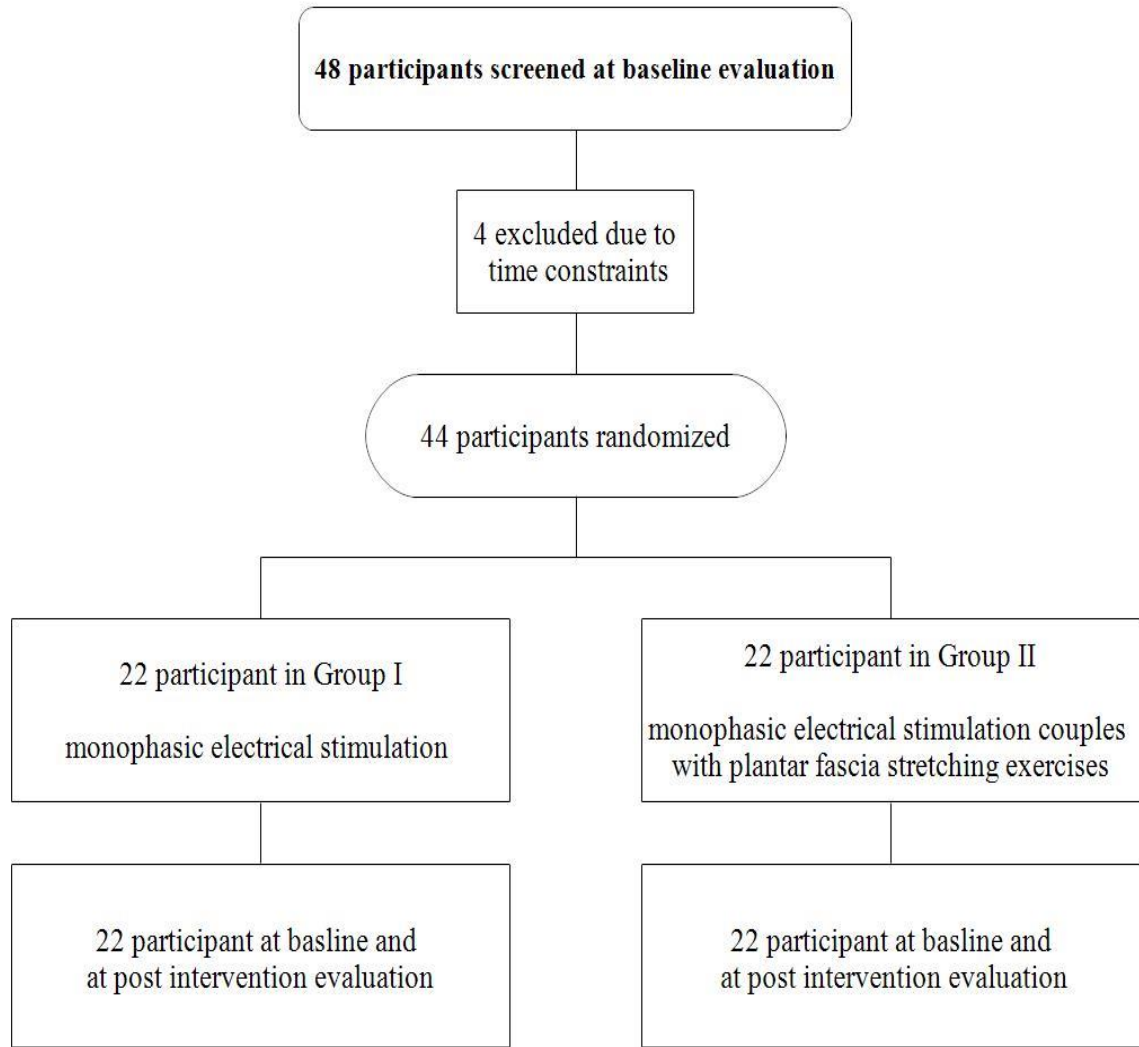 48 participants screened at baseline evaluation
4 excluded due to
time constraints
44 participants randomized
22 participant in Group I
monophasic electrical stimulation
22 participant in Group II
monophasic electrical stimulation couples
with plantar fascia stretching exercises
22 participant at basline and
at post intervention evaluation
22 participant at basline and
at post intervention evaluation